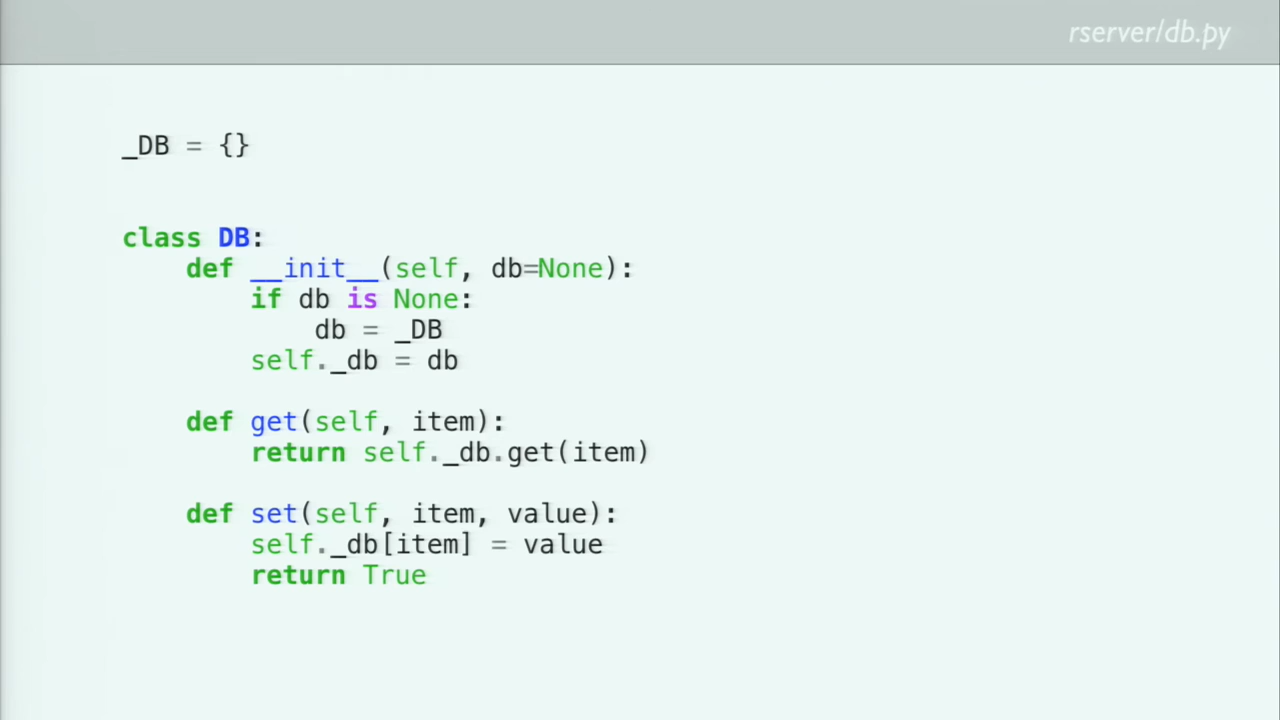 rserver/db.py
_DB = {}
class DB:
    def __init__(self, db=None):
        if db is None:
            db = _DB
        self._db = db
    def get(self, item):
        return self._db.get(item)
    def set(self, item, value):
        self._db[item] = value
        return True